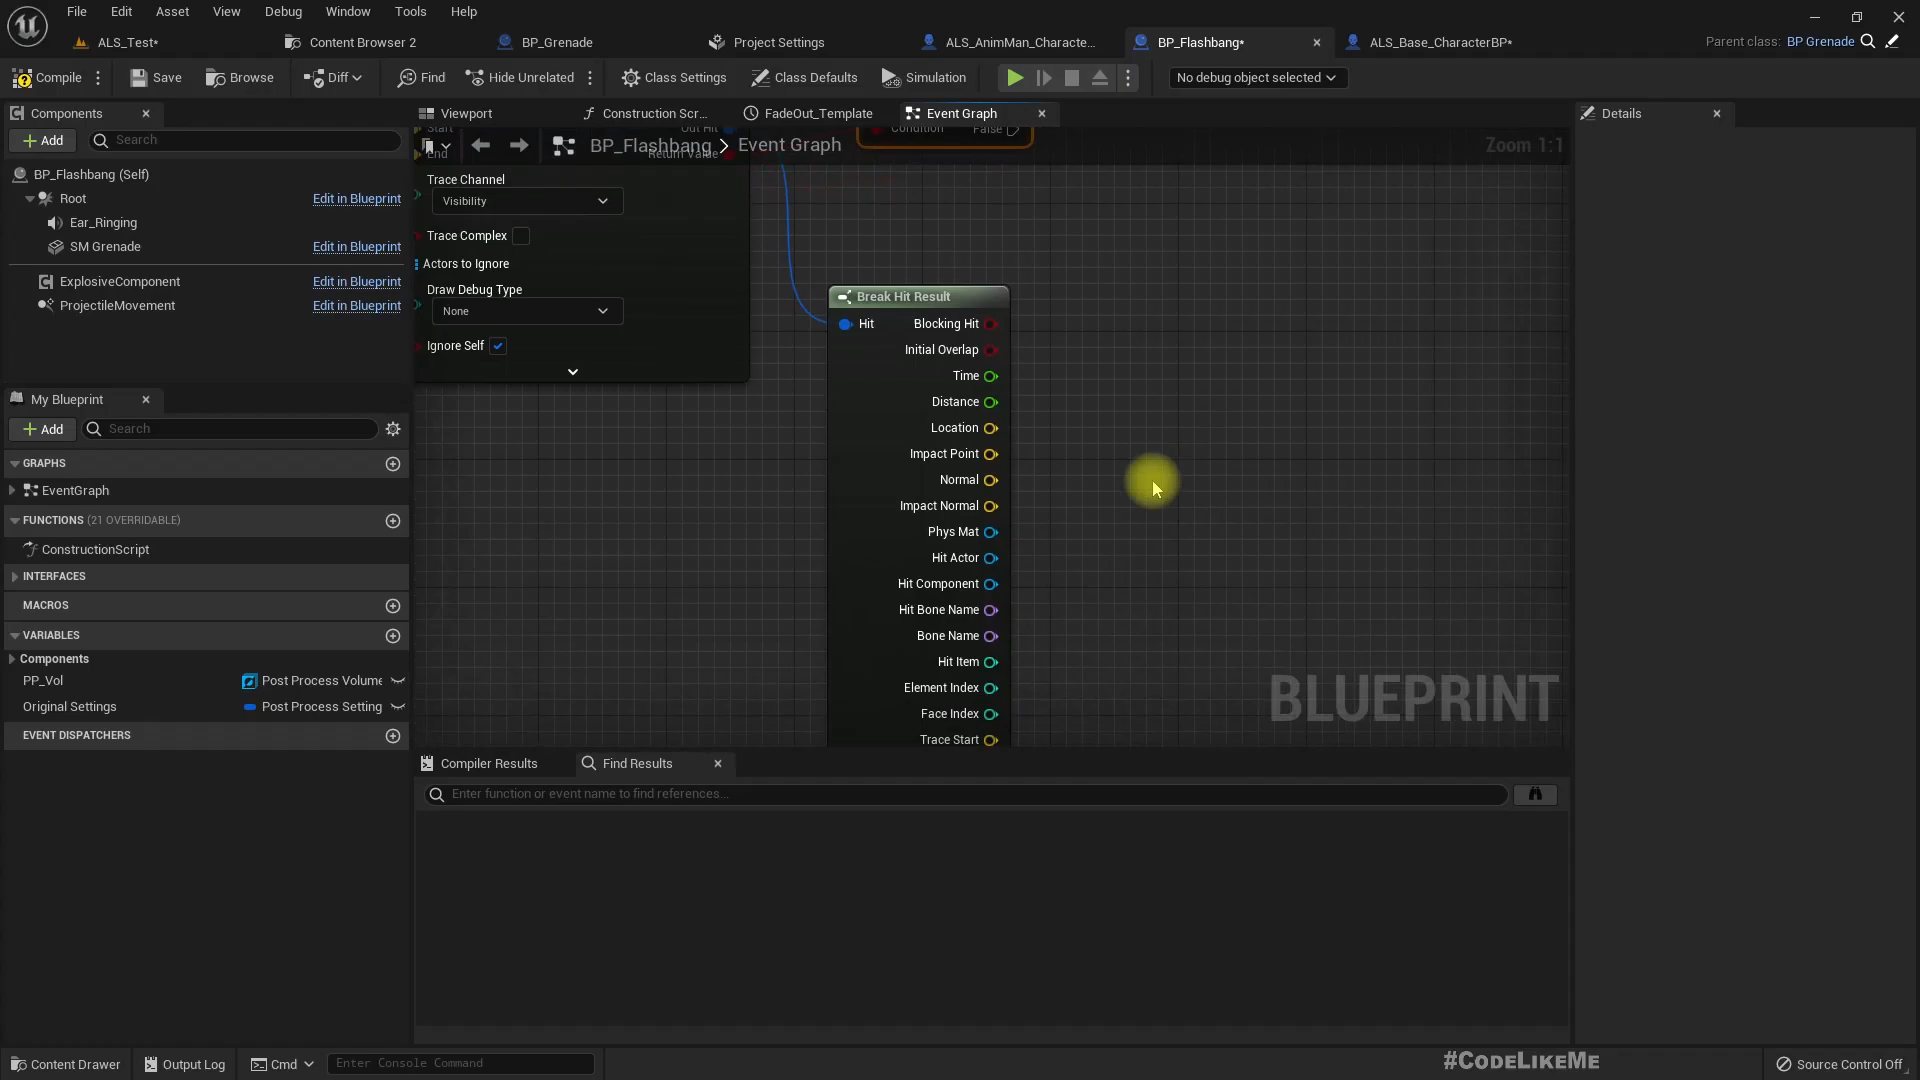 File Edit Asset View Debug Window Tools Help
ALS_Test* Content Browser 2 BP_Grenade Project Settings ALS_AnimMan_Characte... BP_Flashbang* ALS_Base_CharacterBP* Parent class: BP Grenade
Compile Save Browse Diff Find Hide Unrelated Class Settings Class Defaults Simulation No debug object selected
Components
Viewport Construction Scr... FadeOut_Template Event Graph
Details
Add Search
BP_Flashbang > Event Graph
Zoom 1:1
Start
Out Hit
Condition False
End
Return Value
Trace Channel
Visibility
Trace Complex
Actors to Ignore
Draw Debug Type
None
Ignore Self
BP_Flashbang (Self)
Root Edit in Blueprint
Ear_Ringing
SM Grenade Edit in Blueprint
ExplosiveComponent Edit in Blueprint
ProjectileMovement Edit in Blueprint
Break Hit Result
Hit Blocking Hit
Initial Overlap
Time
Distance
Location
Impact Point
Normal
Impact Normal
Phys Mat
Hit Actor
Hit Component
Hit Bone Name
Bone Name
Hit Item
Element Index
Face Index
Trace Start
BLUEPRINT
My Blueprint
Add Search
GRAPHS
EventGraph
FUNCTIONS (21 OVERRIDABLE)
ConstructionScript
INTERFACES
MACROS
VARIABLES
Components
PP_Vol Post Process Volume
Original Settings Post Process Setting
EVENT DISPATCHERS
Compiler Results Find Results
Enter function or event name to find references...
Content Drawer Output Log Cmd Enter Console Command
#CODELIKEME
Source Control Off